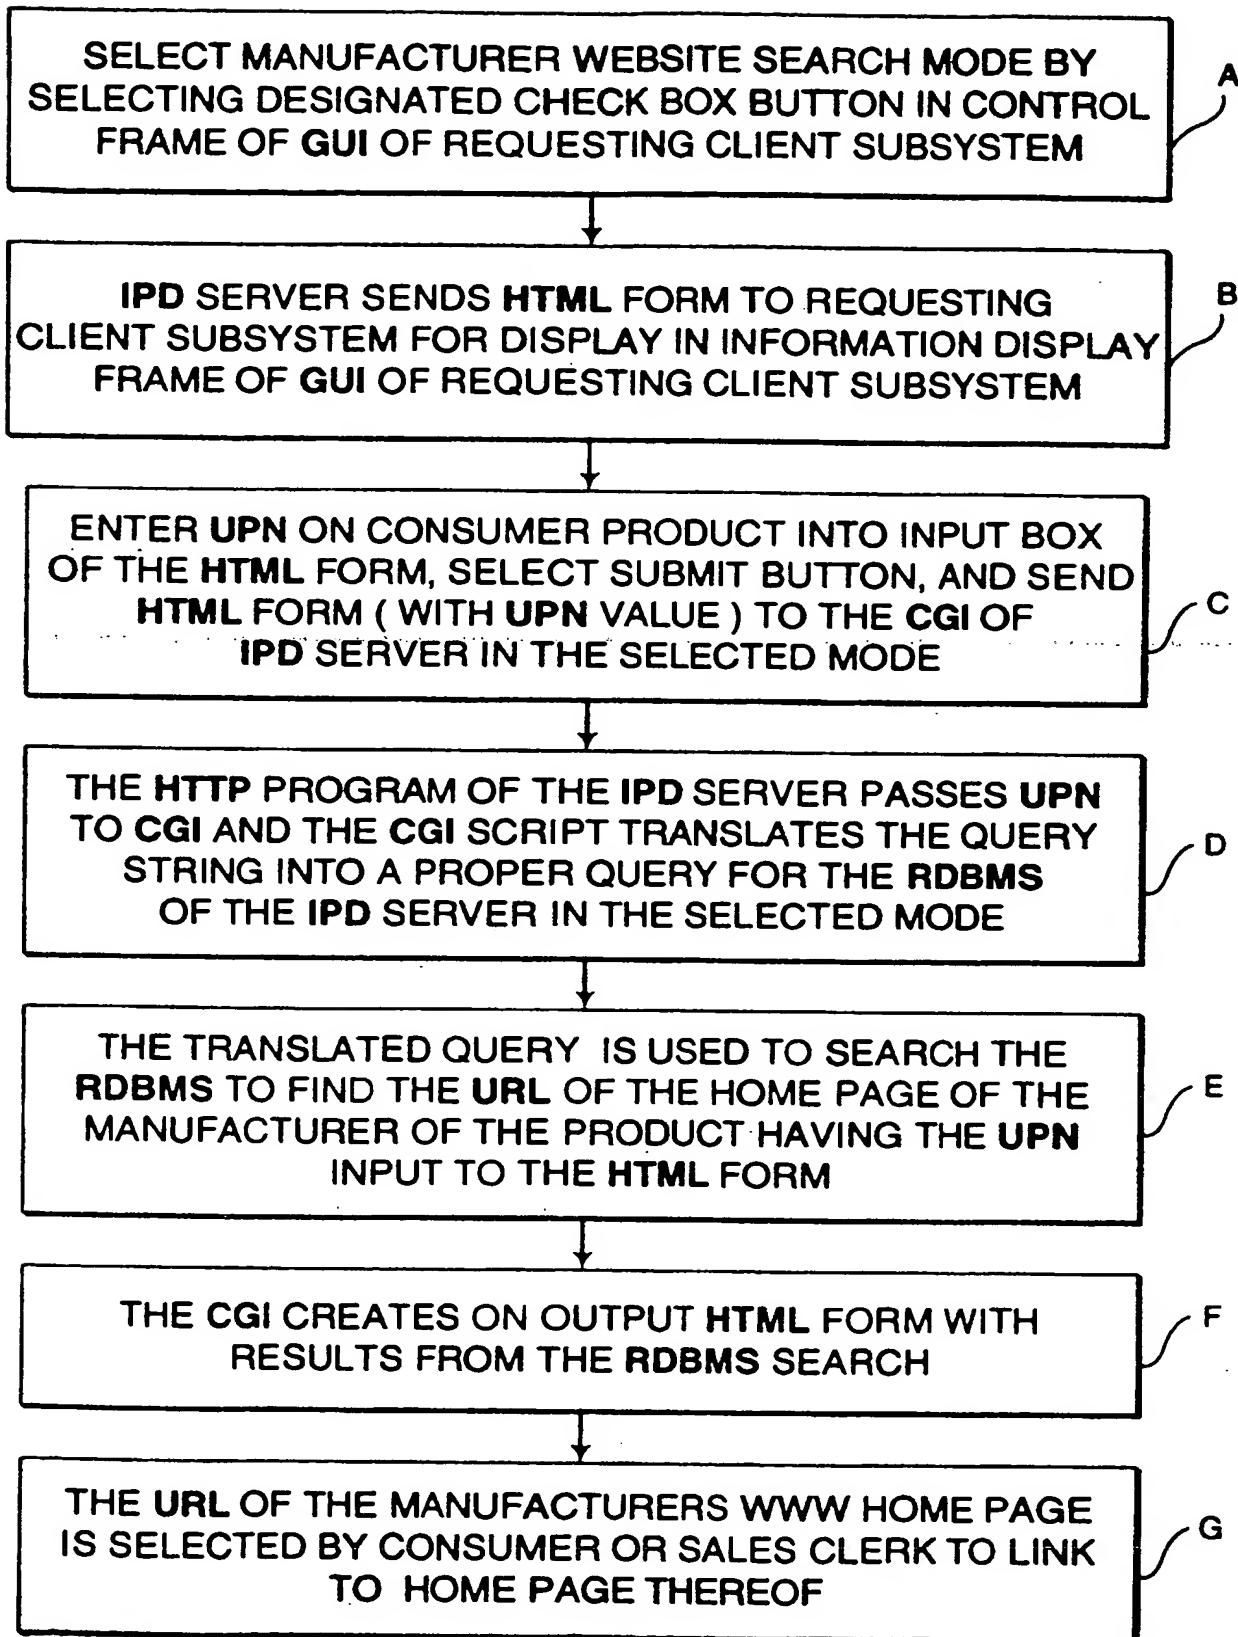 SELECT MANUFACTURER WEBSITE SEARCH MODE BY
SELECTING DESIGNATED CHECK BOX BUTTON IN CONTROL
FRAME OF GUI OF REQUESTING CLIENT SUBSYSTEM
A
IPD SERVER SENDS HTML FORM TO REQUESTING
CLIENT SUBSYSTEM FOR DISPLAY IN INFORMATION DISPLAY
FRAME OF GUI OF REQUESTING CLIENT SUBSYSTEM
B
ENTER UPN ON CONSUMER PRODUCT INTO INPUT BOX
OF THE HTML FORM, SELECT SUBMIT BUTTON, AND SEND
HTML FORM ( WITH UPN VALUE ) TO THE CGI OF
IPD SERVER IN THE SELECTED MODE
C
THE HTTP PROGRAM OF THE IPD SERVER PASSES UPN
TO CGI AND THE CGI SCRIPT TRANSLATES THE QUERY
STRING INTO A PROPER QUERY FOR THE RDBMS
OF THE IPD SERVER IN THE SELECTED MODE
D
THE TRANSLATED QUERY IS USED TO SEARCH THE
RDBMS TO FIND THE URL OF THE HOME PAGE OF THE
MANUFACTURER OF THE PRODUCT HAVING THE UPN
INPUT TO THE HTML FORM
E
THE CGI CREATES ON OUTPUT HTML FORM WITH
RESULTS FROM THE RDBMS SEARCH
F
THE URL OF THE MANUFACTURERS WWW HOME PAGE
IS SELECTED BY CONSUMER OR SALES CLERK TO LINK
TO HOME PAGE THEREOF
G